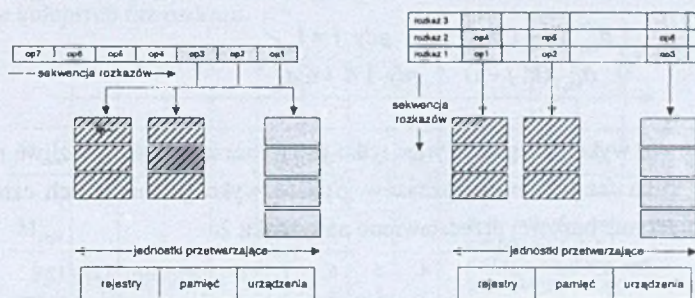 op7 op6 op5 op4 op3 op2 op1
sekwencja rozkazów
jednostki przetwarzające
rejestry pamięć urządzenia
rozkaz 3
rozkaz 2 op4 op5 op6
rozkaz 1 op1 op2 op3
sekwencja
rozkazów
jednostki przetwarzające
rejestry pamięć urządzenia